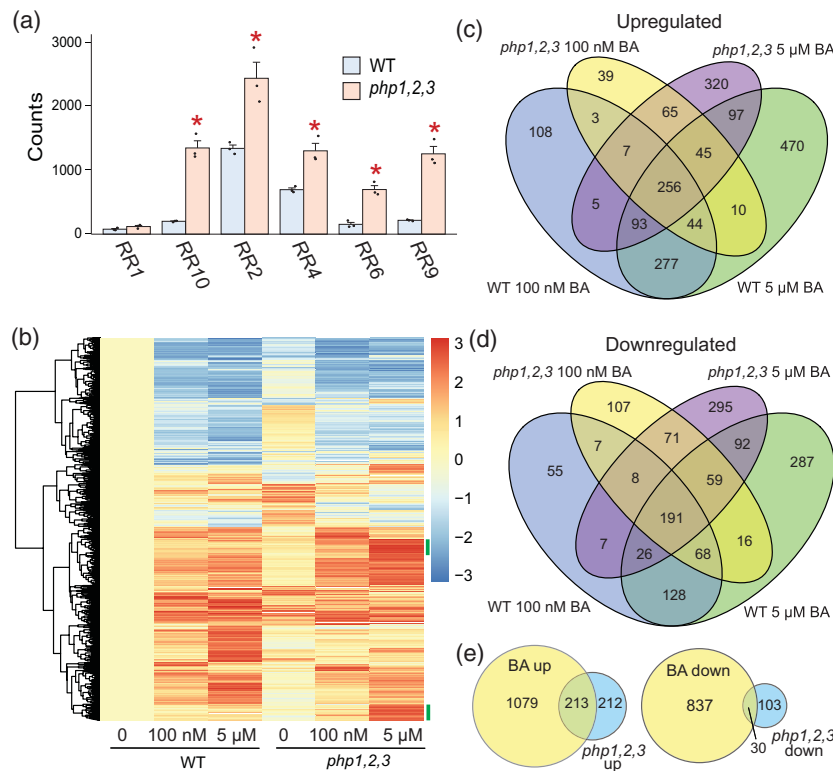 (a)
3000
2000
1000
0
Counts
*
*
*
*
*
WT
php1,2,3
RR1
RR10
RR2
RR4
RR6
RR9
(b)
3
2
1
0
−1
−2
−3
0 100 nM 5 µM 0 100 nM 5 µM
WT php1,2,3
(c)
Upregulated
php1,2,3 100 nM BA
php1,2,3 5 µM BA
39
320
108
3
65
97
470
7
45
256
5
93
44
10
277
WT 100 nM BA
WT 5 µM BA
(d)
Downregulated
php1,2,3 100 nM BA
php1,2,3 5 µM BA
107
295
55
7
71
92
287
8
59
191
7
26
68
16
128
WT 100 nM BA
WT 5 µM BA
(e)
BA up
1079
213
212
php1,2,3
up
BA down
837
103
30
php1,2,3
down